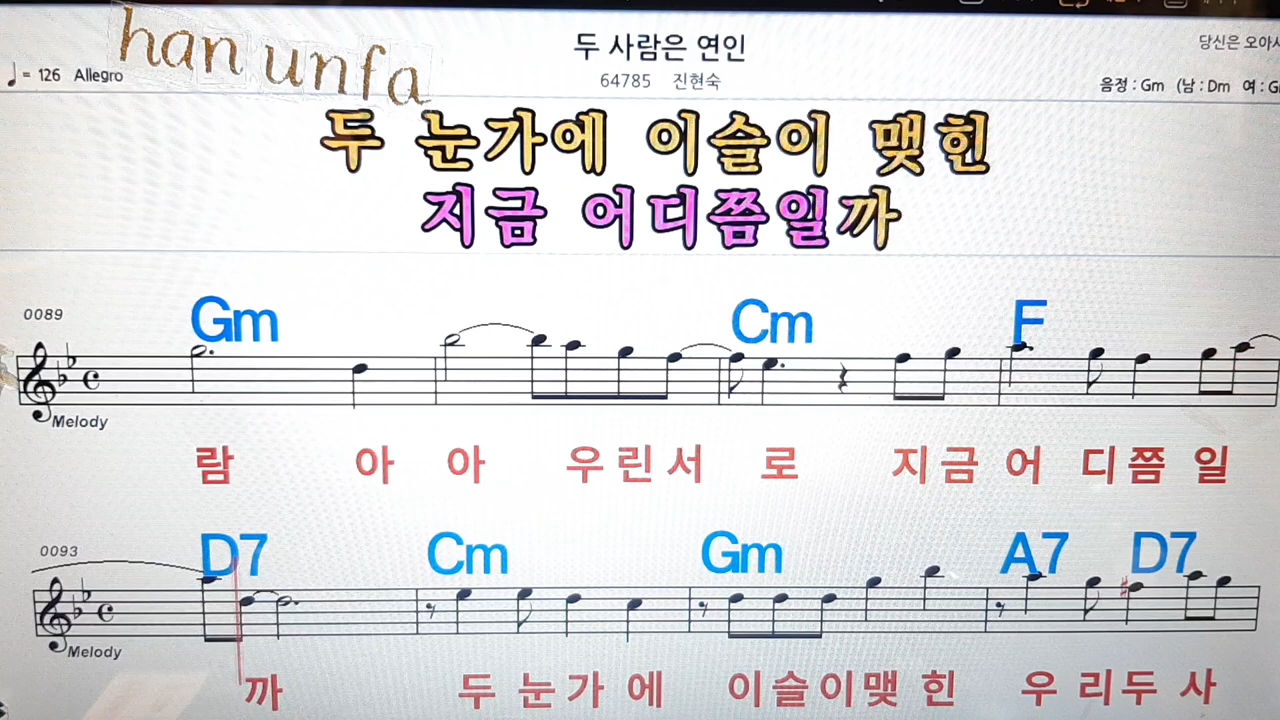 han unfa
두 사람은 연인
당신은 오아시
♩= 126 Allegro
64785 진현숙
음정 : Gm (남 : Dm 여 : G
두 눈가에 이슬이 맺힌
지금 어디쯤일까
0089
Gm Cm F
Melody
람 아 아 우린서 로 지금 어 디쯤 일
0093
D7 Cm Gm A7 D7
Melody
까 두 눈가 에 이슬이맺 힌 우 리두 사